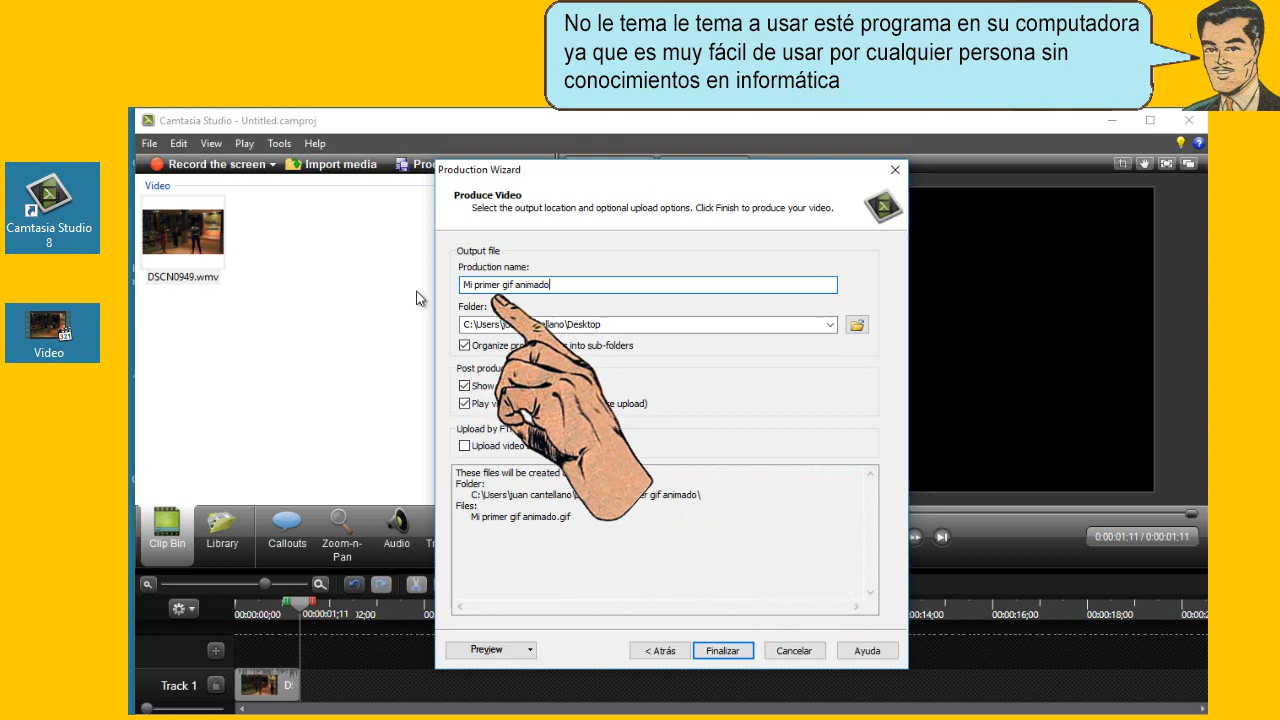 No le tema le tema a usar esté programa en su computadora
ya que es muy fácil de usar por cualquier persona sin
conocimientos en informática
Camtasia Studio - Untitled.camproj
File Edit View Play Tools Help
Record the screen Import media
Video
DSCN0949.wmv
Camtasia Studio
8
Video
Production Wizard
Produce Video
Select the output location and optional upload options. Click Finish to produce your video.
Output file
Production name:
Mi primer gif animado
Folder:
C:\Users\ \Desktop
Organize into sub-folders
Post
Show
Play upload)
Upload by
Upload video
These files will be created
Folder:
C:\Users\juan cantellano gif animado\
Files:
Mi primer gif animado.gif
Preview < Atrás Finalizar Cancelar Ayuda
Clip Bin Library Callouts Zoom-n-
Pan Audio
0:00:01;11 / 0:00:01;11
00:00:00;00 00:00:01;11 00:14;00 00:00:16;00 00:00:18;00
Track 1